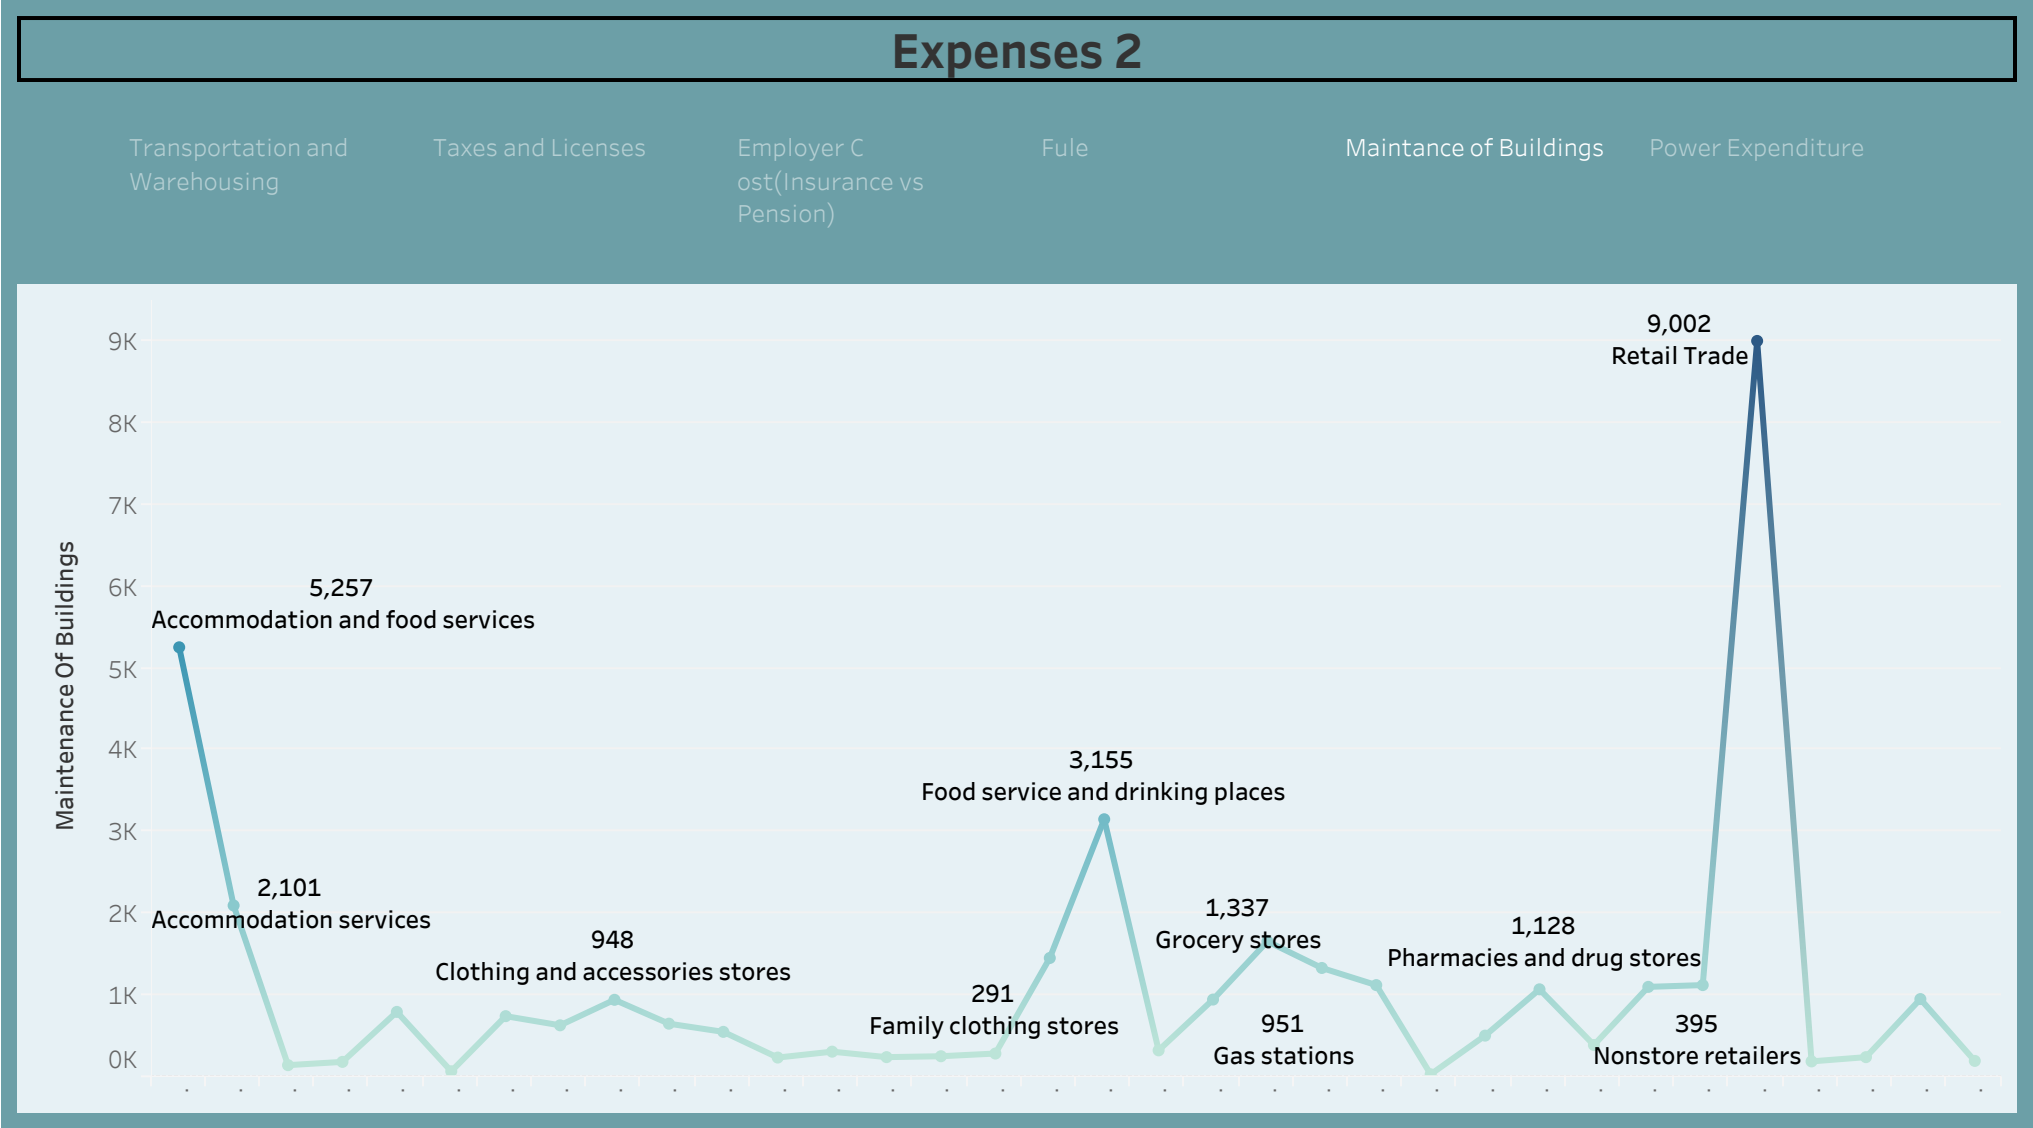 Expenses 2
Transportation and
Warehousing
Taxes and Licenses
Employer C
ost(Insurance vs
Pension)
Fule
Maintance of Buildings
Power Expenditure
Maintenance Of Buildings
9K
8K
7K
6K
5K
4K
3K
2K
1K
0K
5,257
Accommodation and food services
2,101
Accommodation services
948
Clothing and accessories stores
291
Family clothing stores
3,155
Food service and drinking places
1,337
Grocery stores
951
Gas stations
1,128
Pharmacies and drug stores
395
Nonstore retailers
9,002
Retail Trade